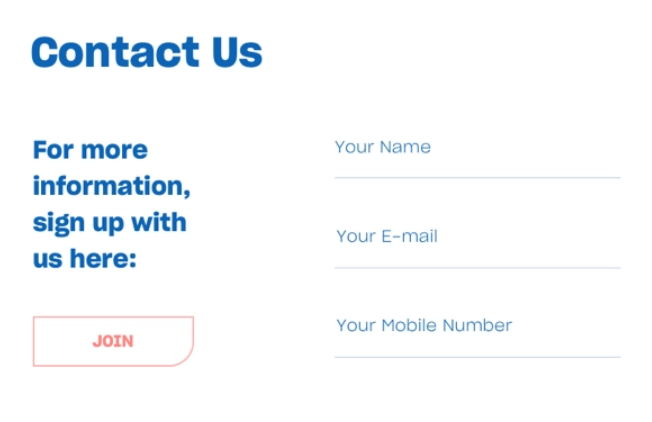 Contact Us
For more
information,
sign up with
us here:
JOIN
Your Name
Your E-mail
Your Mobile Number